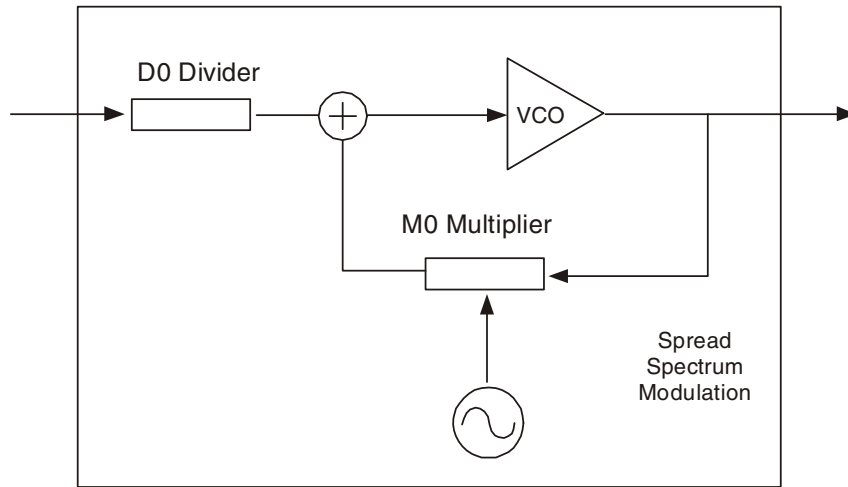 D0 Divider
VCO
M0 Multiplier
Spread
Spectrum
Modulation